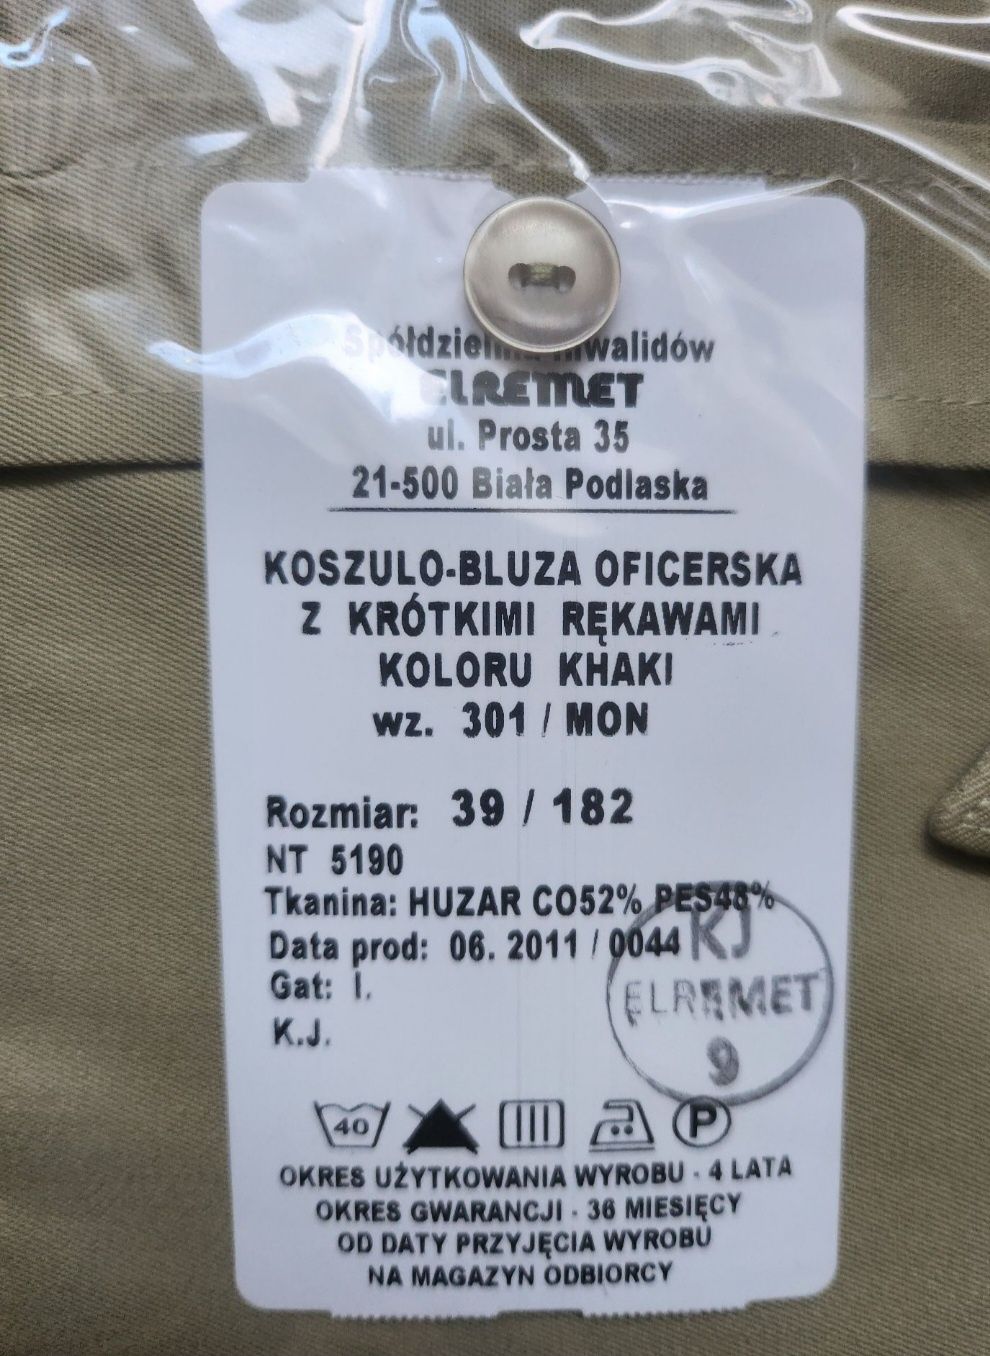 Spółdzielnia Inwalidów
ELREMET
ul. Prosta 35
21-500 Biała Podlaska
KOSZULO-BLUZA OFICERSKA
Z KRÓTKIMI RĘKAWAMI
KOLORU KHAKI
wz. 301 / MON
Rozmiar: 39 / 182
NT 5190
Tkanina: HUZAR CO52% PES48%
Data prod: 06. 2011 / 0044
Gat: I.
K.J.
KJ
ELREMET
9
40
P
OKRES UŻYTKOWANIA WYROBU - 4 LATA
OKRES GWARANCJI - 36 MIESIĘCY
OD DATY PRZYJĘCIA WYROBU
NA MAGAZYN ODBIORCY